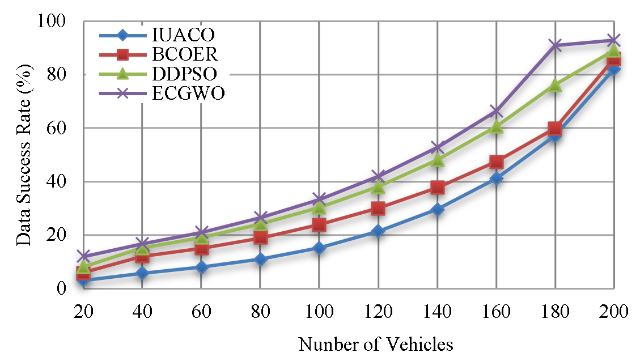 100
80
60
40
20
0
Data Success Rate (%)
IUACO
BCOER
DDPSO
ECGWO
20 40 60 80 100 120 140 160 180 200
Nunber of Vehicles